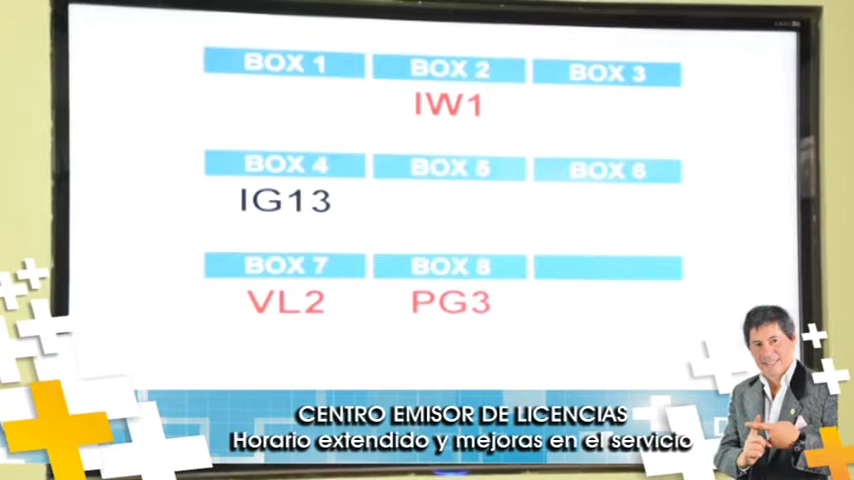 BOX 1 BOX 2 BOX 3
IW1
BOX 4 BOX 5 BOX 6
IG13
BOX 7 BOX 8
VL2 PG3
CENTRO EMISOR DE LICENCIAS
Horario extendido y mejoras en el servicio